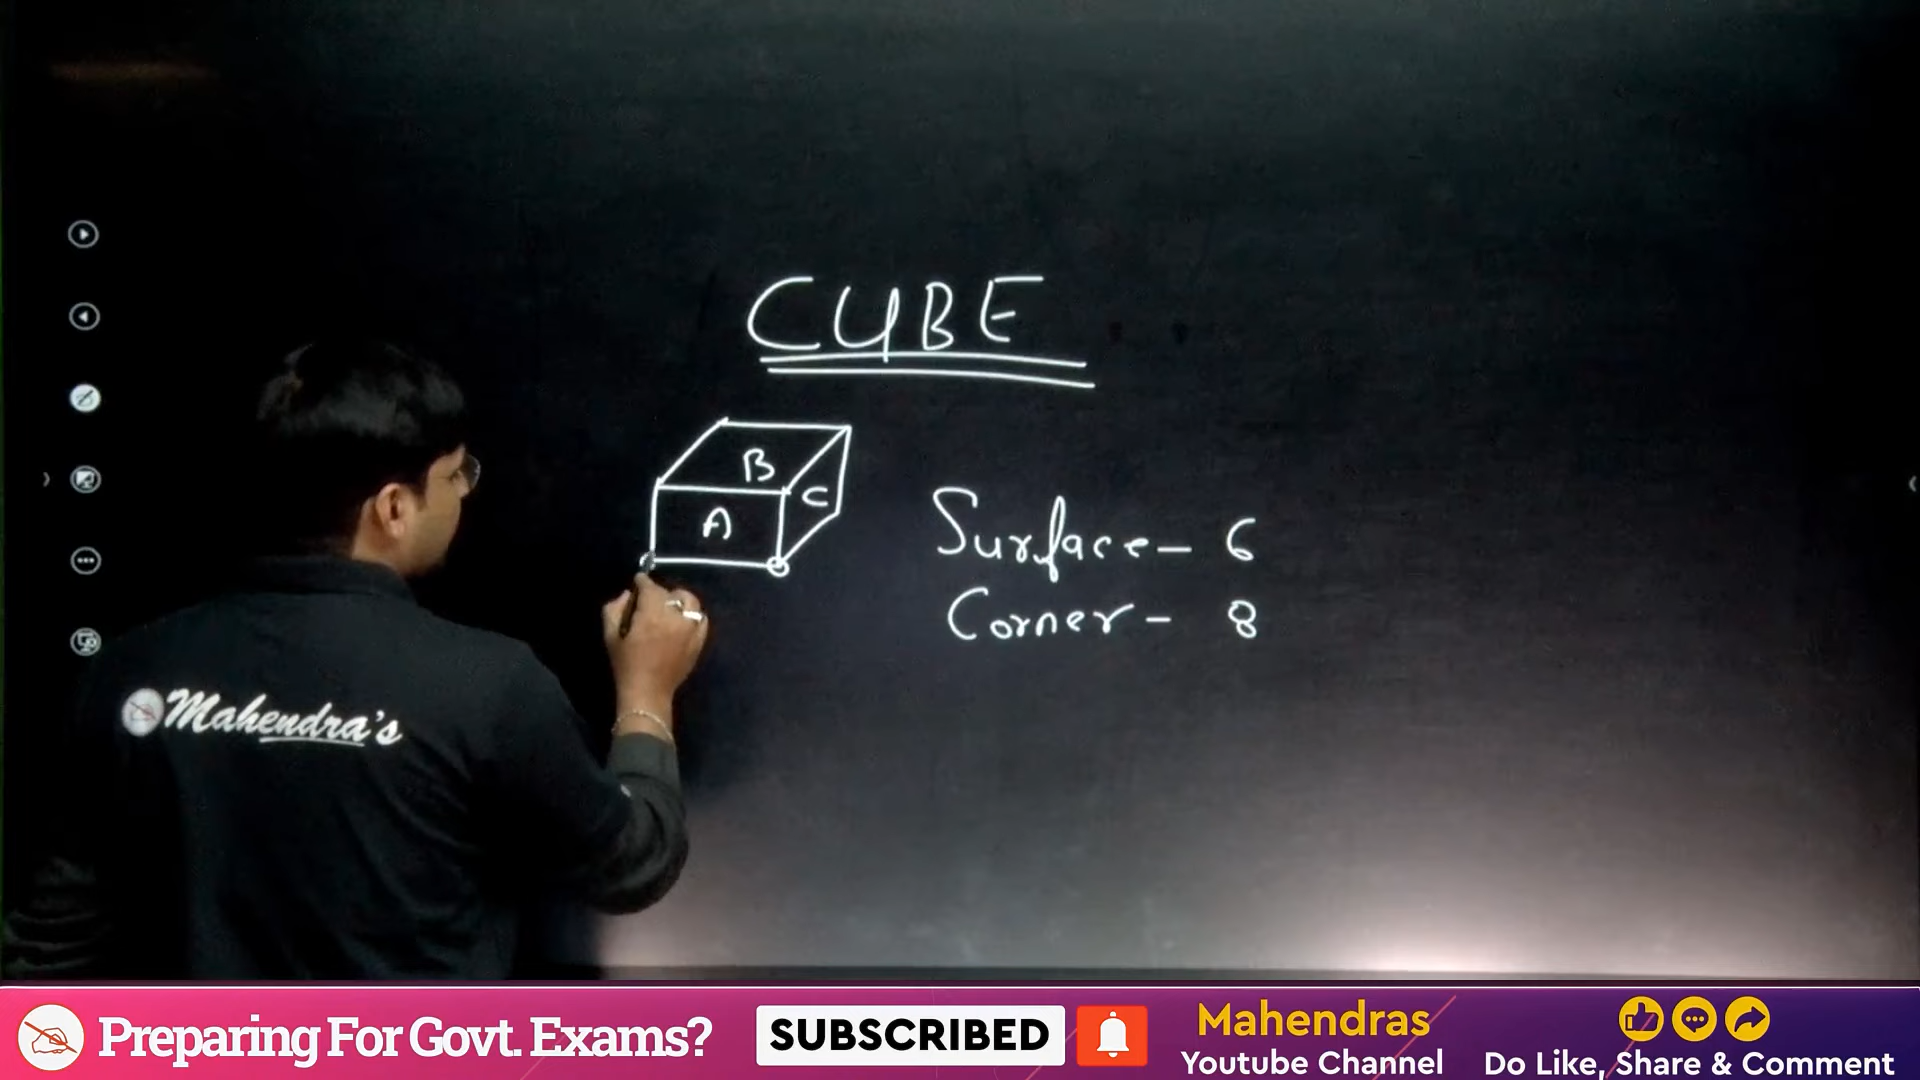 CUBE
B
C
A
Surface - 6
Corner - 8
Mahendra's
Preparing For Govt. Exams?
SUBSCRIBED
Mahendras
Youtube Channel
Do Like, Share & Comment